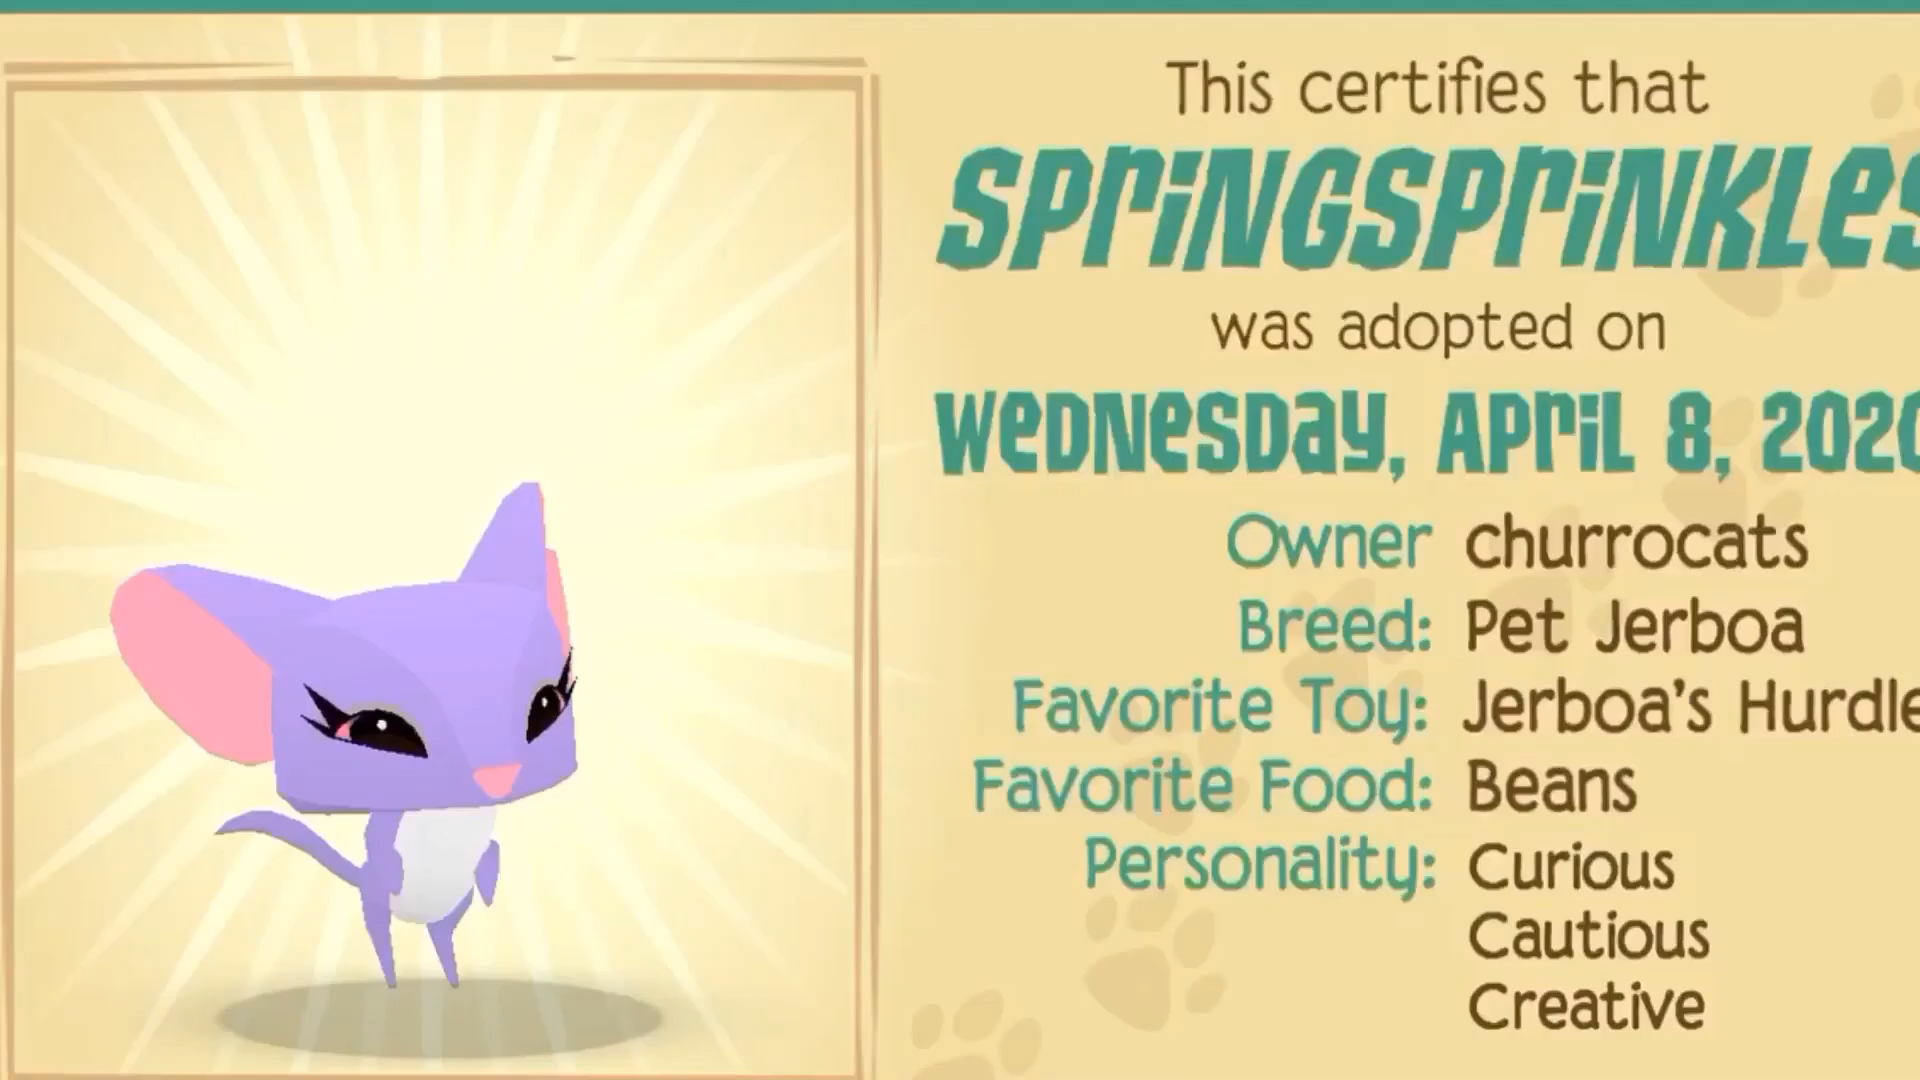 This certifies that
SPRINGSPRINKLES
was adopted on
WEDNESDAY, APRIL 8, 2020
Owner churrocats
Breed: Pet Jerboa
Favorite Toy: Jerboa's Hurdle
Favorite Food: Beans
Personality: Curious
Cautious
Creative